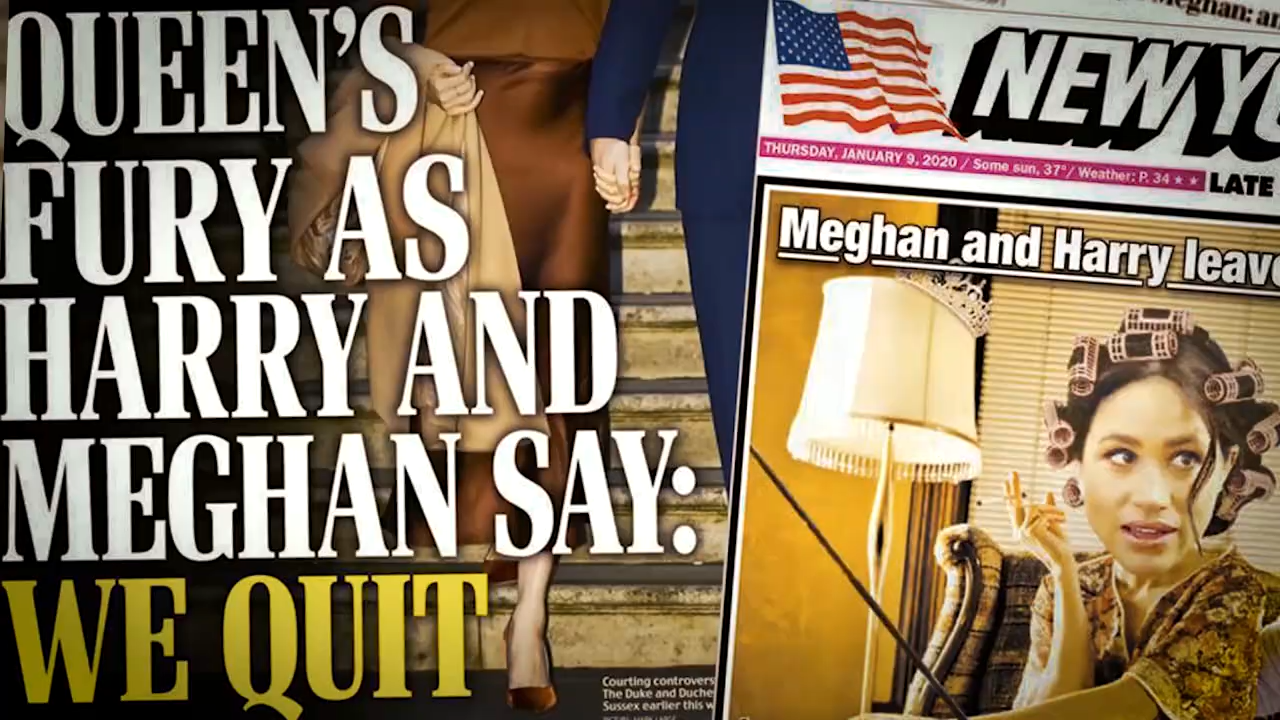 QUEEN'S
FURY AS
HARRY AND
MEGHAN SAY:
WE QUIT
Courting controvers
The Duke and Duche
Sussex earlier this w
Meghan: a
NEW YO
THURSDAY, JANUARY 9, 2020 / Some sun, 37° / Weather: P. 34 ★ ★
LATE
Meghan and Harry leave